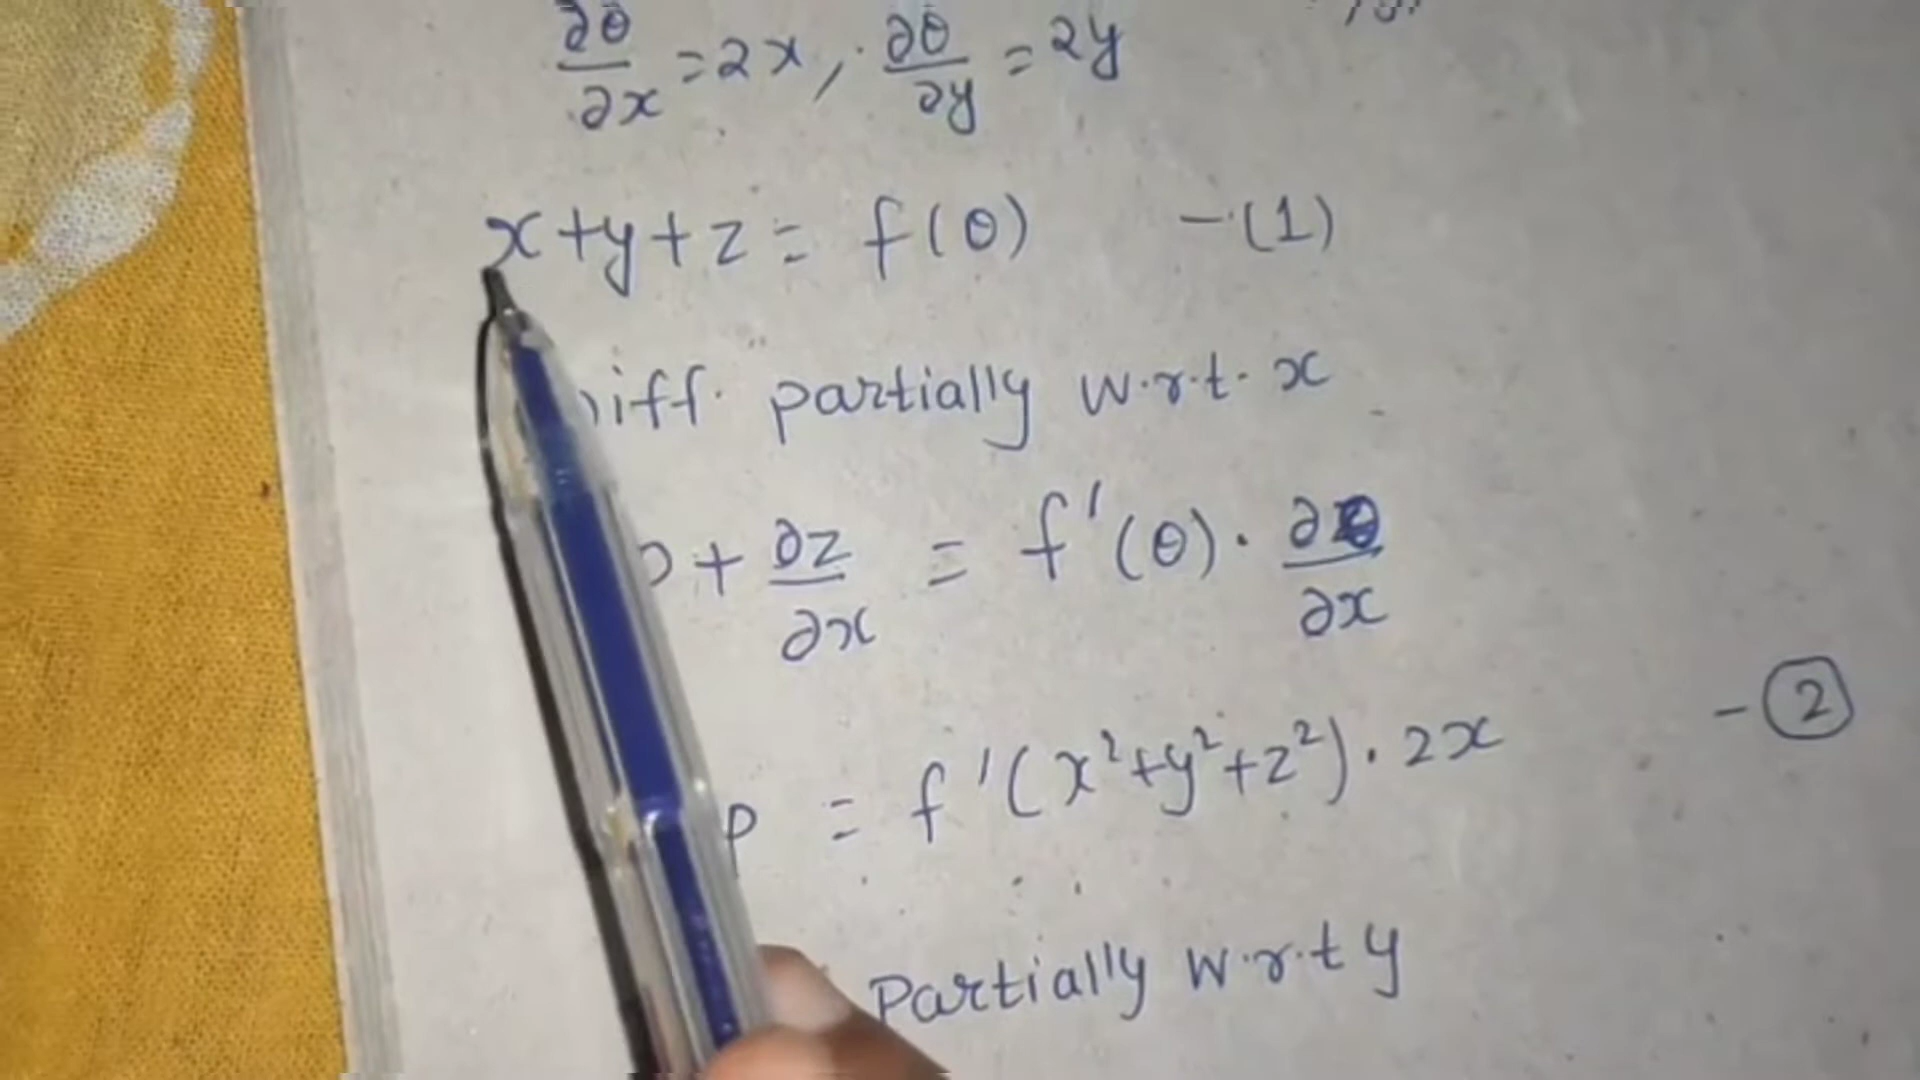 ∂θ/∂x = 2x, ∂θ/∂y = 2y
x + y + z = f(θ) -(1)
iff. partially w.r.t. x
+ ∂z/∂x = f'(θ) · ∂θ/∂x
p = f'(x²+y²+z²) · 2x - ②
Partially w.r.t y